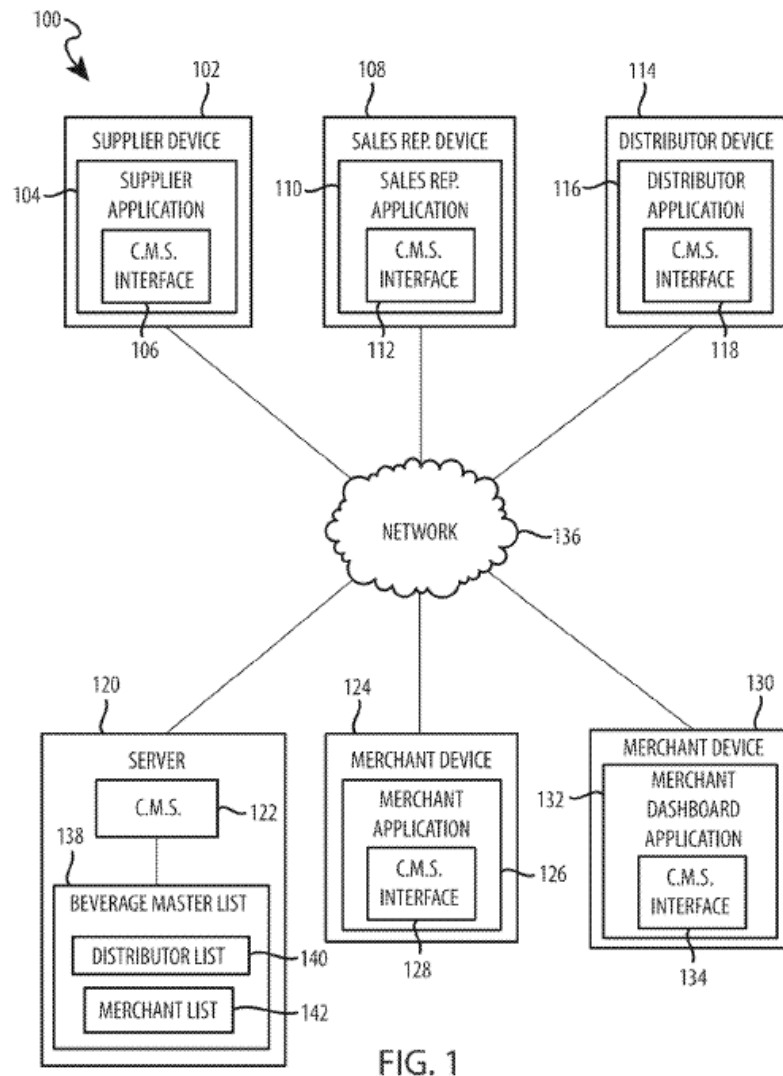 100
102
108
114
SUPPLIER DEVICE
SALES REP. DEVICE
DISTRIBUTOR DEVICE
104
SUPPLIER
APPLICATION
110
SALES REP.
APPLICATION
116
DISTRIBUTOR
APPLICATION
C.M.S.
INTERFACE
C.M.S.
INTERFACE
C.M.S.
INTERFACE
106
112
118
NETWORK
136
120
124
130
SERVER
MERCHANT DEVICE
MERCHANT DEVICE
C.M.S.
122
MERCHANT
APPLICATION
132
MERCHANT
DASHBOARD
APPLICATION
138
C.M.S.
INTERFACE
126
C.M.S.
INTERFACE
BEVERAGE MASTER LIST
128
134
DISTRIBUTOR LIST
140
MERCHANT LIST
142
FIG. 1